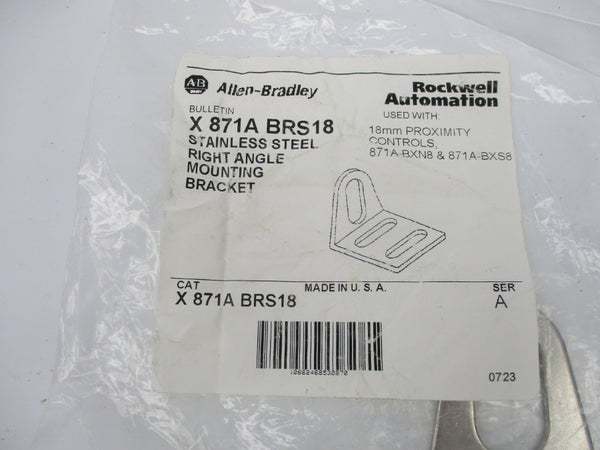 AB Allen-Bradley
Rockwell Automation
BULLETIN
X 871A BRS18
STAINLESS STEEL
RIGHT ANGLE
MOUNTING
BRACKET
USED WITH:
18mm PROXIMITY
CONTROLS,
871A-BXN8 & 871A-BXS8
CAT
X 871A BRS18
MADE IN U. S. A.
SER
A
0723